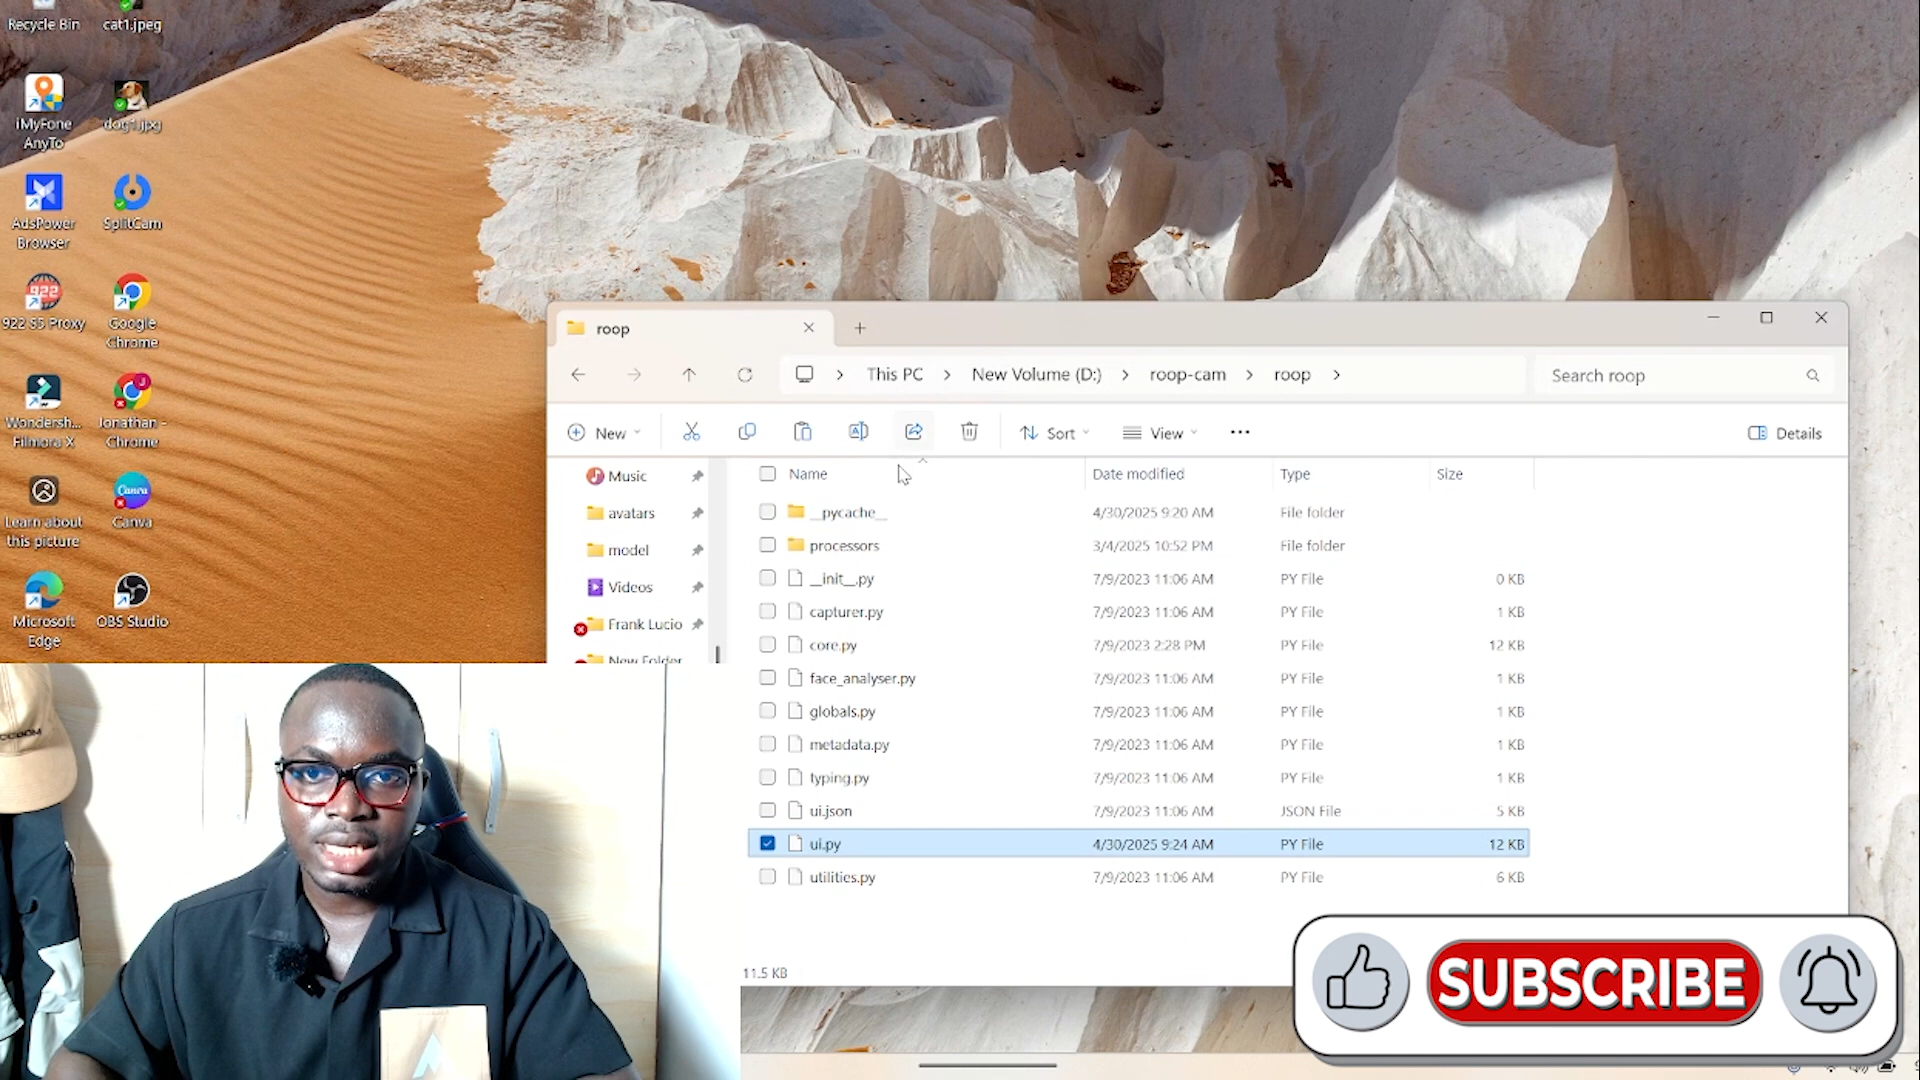 Recycle Bin
cat1.jpeg
iMyFone
AnyTo
dog1.jpg
AdsPower
Browser
SplitCam
922
922 S5 Proxy
Google
Chrome
Wondersh...
Filmora X
Jonathan -
Chrome
Learn about
this picture
Canva
Canva
Microsoft
Edge
OBS Studio
roop
This PC
New Volume (D:)
roop-cam
roop
Search roop
New
Sort
View
Details
Music
avatars
model
Videos
Frank Lucio
New Folder
Name Date modified Type Size
__pycache__ 4/30/2025 9:20 AM File folder
processors 3/4/2025 10:52 PM File folder
__init__.py 7/9/2023 11:06 AM PY File 0 KB
capturer.py 7/9/2023 11:06 AM PY File 1 KB
core.py 7/9/2023 2:28 PM PY File 12 KB
face_analyser.py 7/9/2023 11:06 AM PY File 1 KB
globals.py 7/9/2023 11:06 AM PY File 1 KB
metadata.py 7/9/2023 11:06 AM PY File 1 KB
typing.py 7/9/2023 11:06 AM PY File 1 KB
ui.json 7/9/2023 11:06 AM JSON File 5 KB
ui.py 4/30/2025 9:24 AM PY File 12 KB
utilities.py 7/9/2023 11:06 AM PY File 6 KB
11.5 KB
SUBSCRIBE